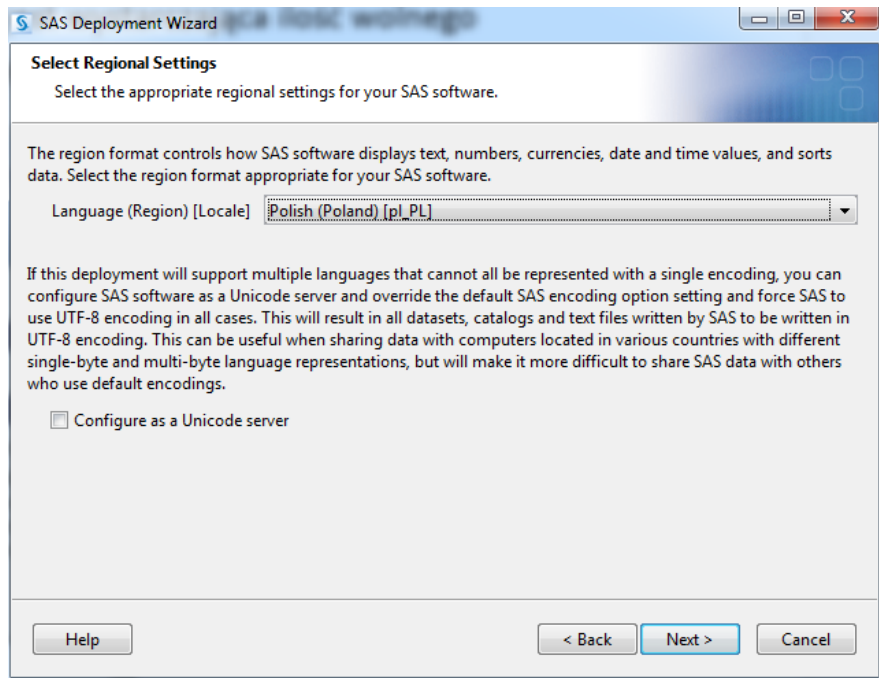 SAS Deployment Wizard
ilość wolnego
Select Regional Settings
Select the appropriate regional settings for your SAS software.
The region format controls how SAS software displays text, numbers, currencies, date and time values, and sorts
data. Select the region format appropriate for your SAS software.
Language (Region) [Locale] Polish (Poland) [pl_PL]
If this deployment will support multiple languages that cannot all be represented with a single encoding, you can
configure SAS software as a Unicode server and override the default SAS encoding option setting and force SAS to
use UTF-8 encoding in all cases. This will result in all datasets, catalogs and text files written by SAS to be written in
UTF-8 encoding. This can be useful when sharing data with computers located in various countries with different
single-byte and multi-byte language representations, but will make it more difficult to share SAS data with others
who use default encodings.
Configure as a Unicode server
Help < Back Next > Cancel